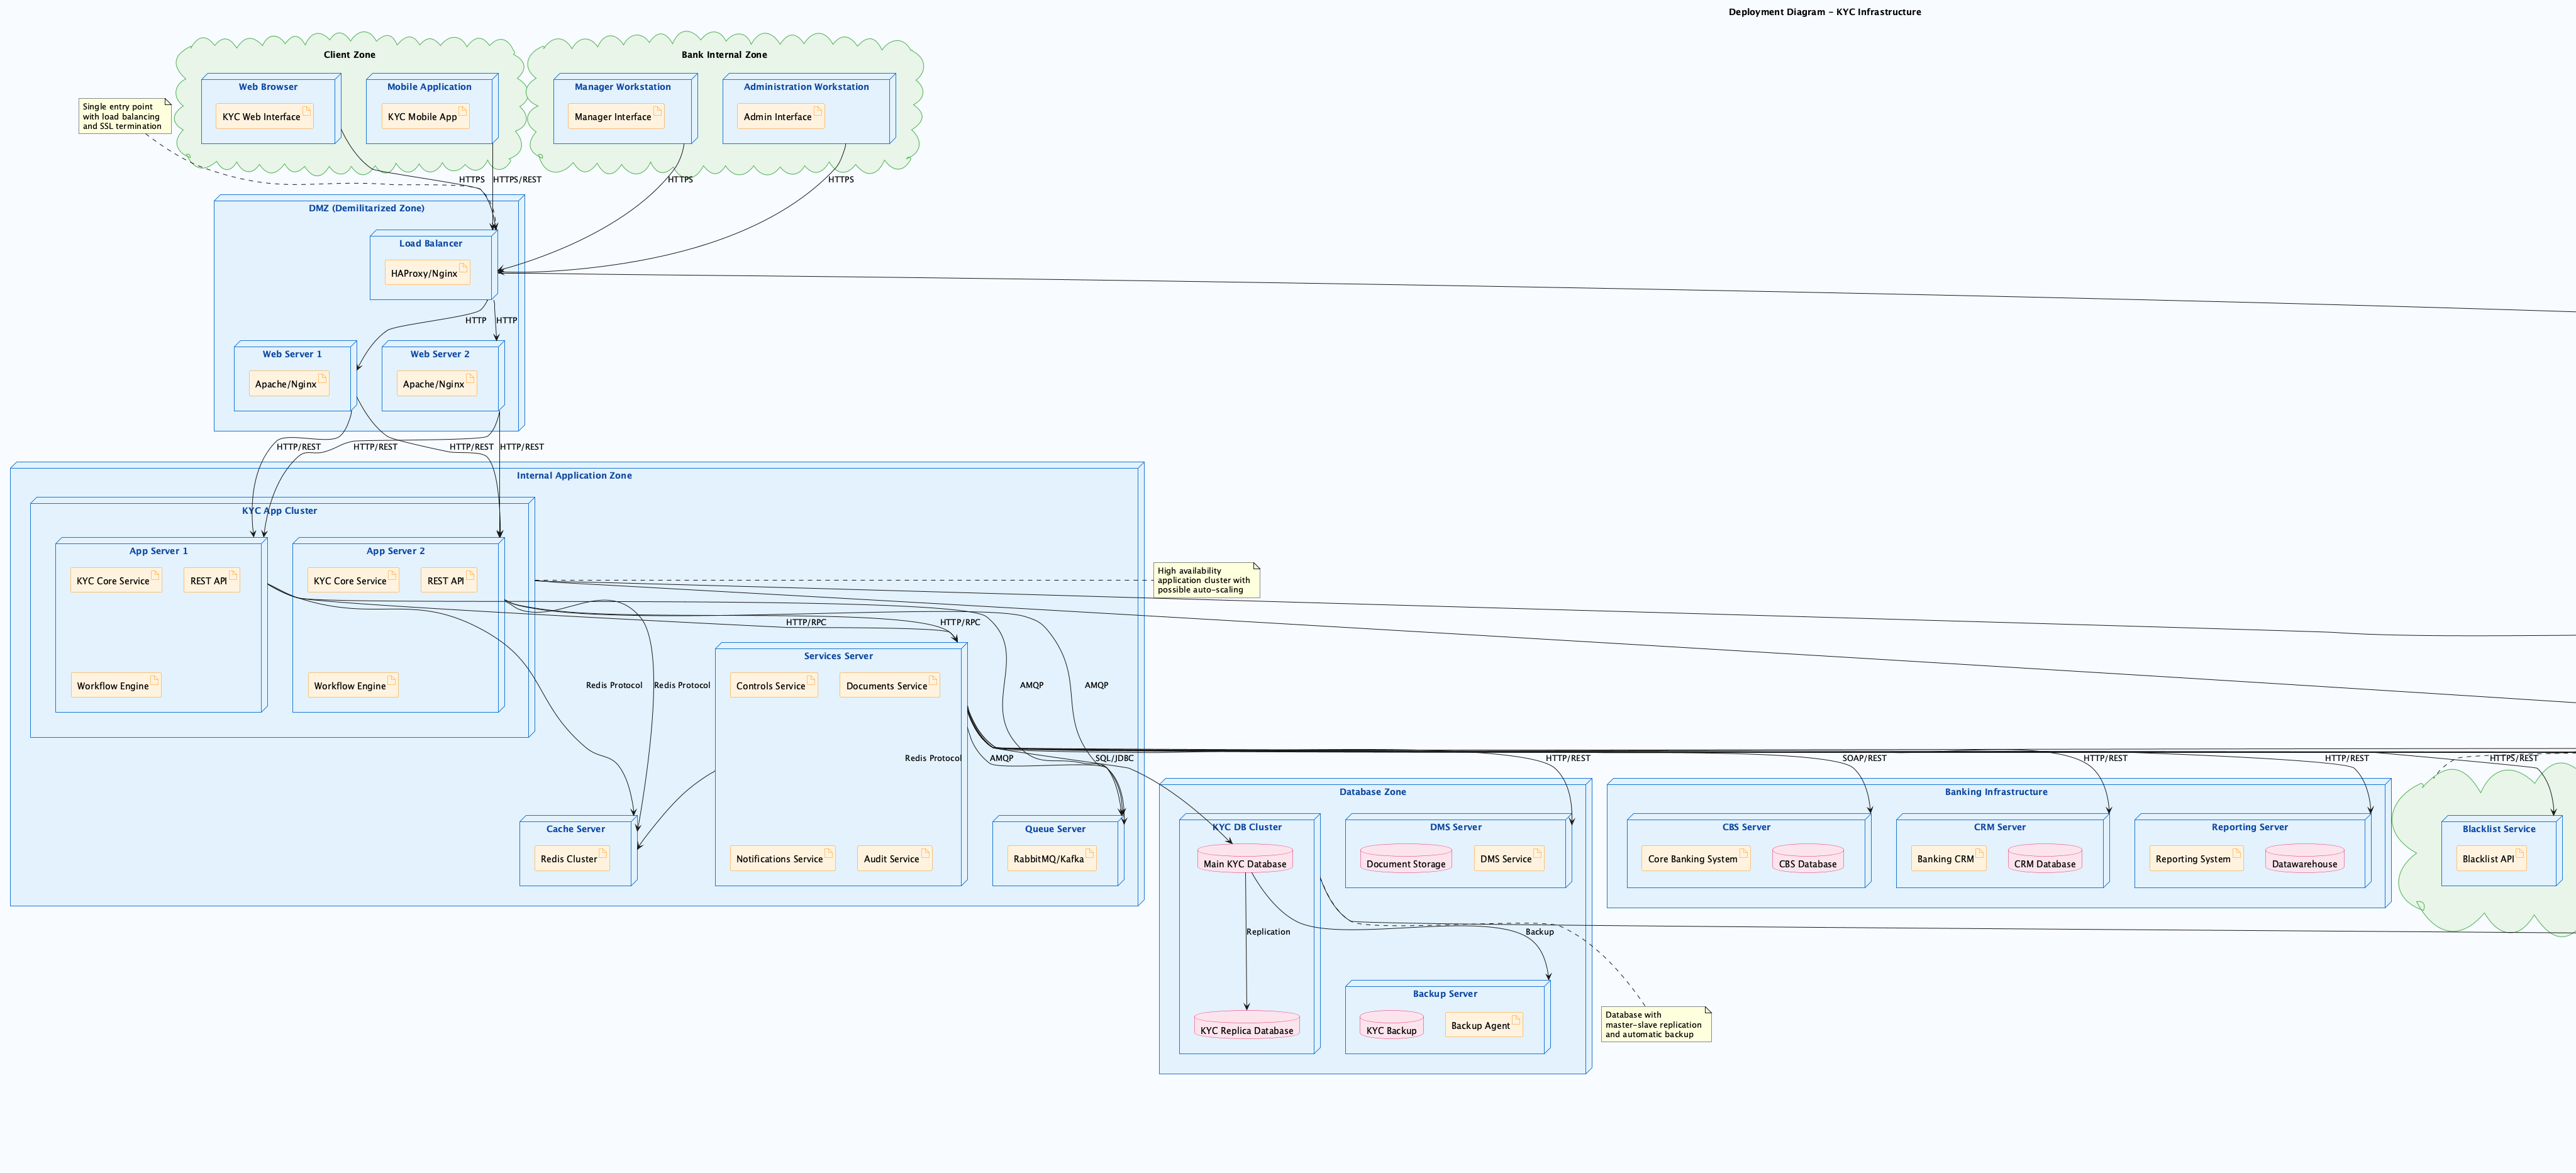 Deployment Diagram - KYC Infrastructure
Client Zone
Bank Internal Zone
Web Browser
Mobile Application
Manager Workstation
Administration Workstation
KYC Web Interface
KYC Mobile App
Manager Interface
Admin Interface
Single entry point
with load balancing
and SSL termination
HTTPS
HTTPS/REST
HTTPS
HTTPS
DMZ (Demilitarized Zone)
Load Balancer
HAProxy/Nginx
HTTP
HTTP
Web Server 1
Web Server 2
Apache/Nginx
Apache/Nginx
HTTP/REST
HTTP/REST
HTTP/REST
HTTP/REST
Internal Application Zone
KYC App Cluster
App Server 1
App Server 2
KYC Core Service
REST API
KYC Core Service
REST API
High availability
application cluster with
possible auto-scaling
HTTP/RPC
HTTP/RPC
Services Server
Workflow Engine
Workflow Engine
Redis Protocol
Redis Protocol
Controls Service
Documents Service
AMQP
AMQP
Redis Protocol
AMQP
SQL/JDBC
HTTP/REST
SOAP/REST
HTTP/REST
HTTP/REST
HTTPS/REST
Database Zone
Banking Infrastructure
Cache Server
Queue Server
KYC DB Cluster
DMS Server
CBS Server
CRM Server
Reporting Server
Blacklist Service
Redis Cluster
Notifications Service
Audit Service
RabbitMQ/Kafka
Main KYC Database
Document Storage
DMS Service
Core Banking System
CBS Database
Banking CRM
CRM Database
Reporting System
Datawarehouse
Blacklist API
Replication
Backup
Backup Server
KYC Replica Database
KYC Backup
Backup Agent
Database with
master-slave replication
and automatic backup